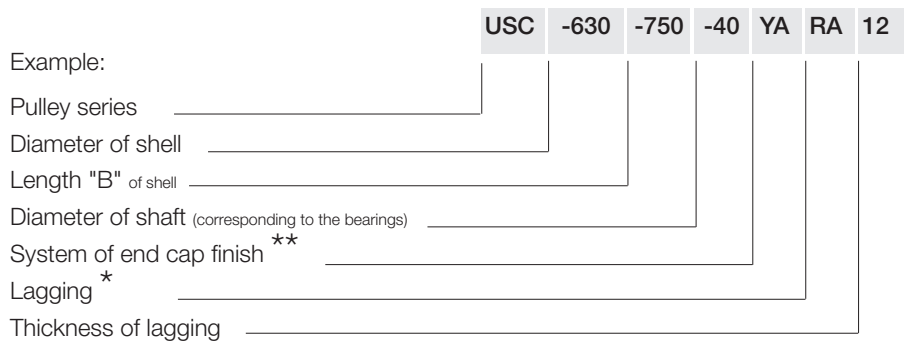 USC -630 -750 -40 YA RA 12
Example:
Pulley series
Diameter of shell
Length "B" of shell
Diameter of shaft (corresponding to the bearings)
System of end cap finish **
Lagging *
Thickness of lagging